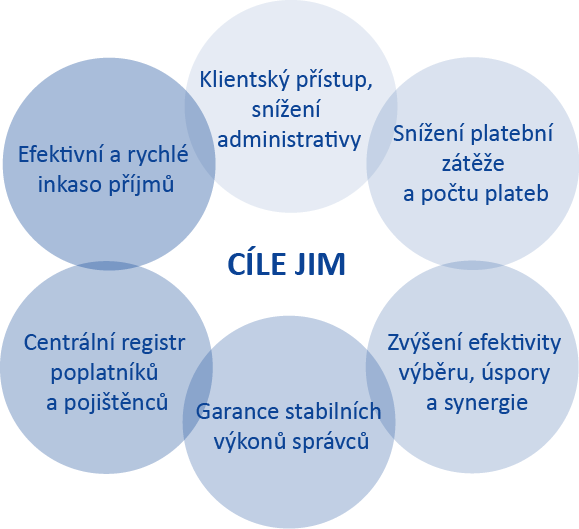 Klientský přístup,
snížení
administrativy
Snížení platební
zátěže
a počtu plateb
Zvýšení efektivity
výběru, úspory
a synergie
Garance stabilních
výkonů správců
Centrální registr
poplatníků
a pojištěnců
Efektivní a rychlé
inkaso příjmů
CÍLE JIM